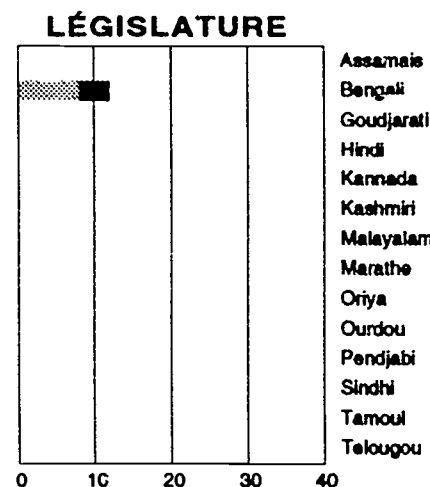 LÉGISLATURE
Assamais
Bengali
Goudjarati
Hindi
Kannada
Kashmiri
Malayalam
Marathe
Oriya
Ourdou
Pendjabi
Sindhi
Tamoul
Telougou
0 10 20 30 40